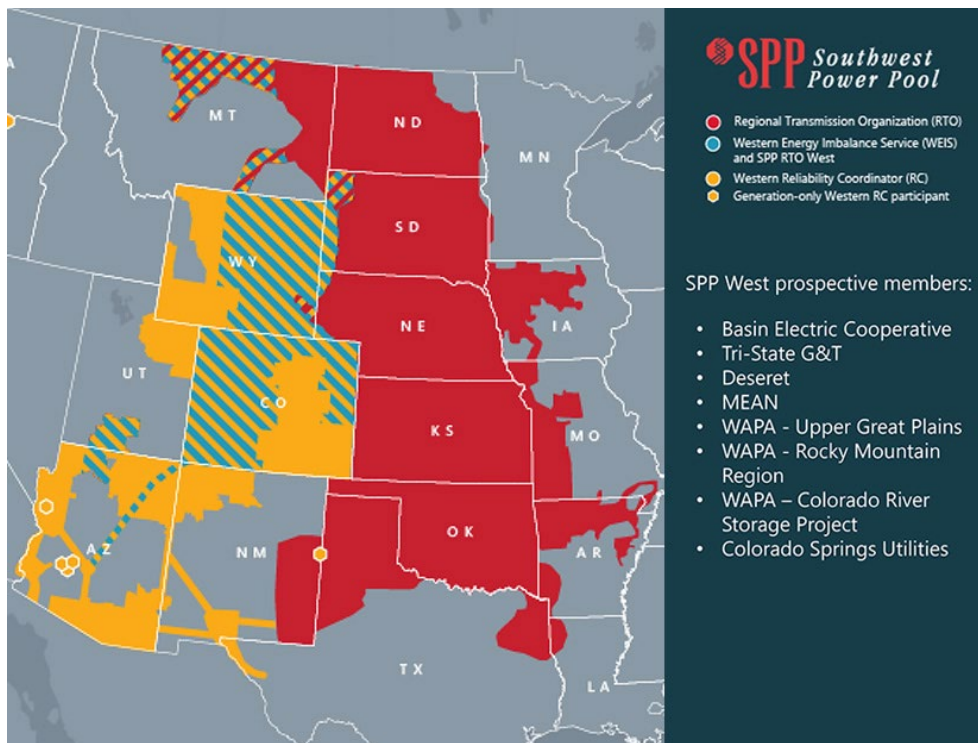 SPP Southwest
Power Pool
Regional Transmission Organization (RTO)
Western Energy Imbalance Service (WEIS)
and SPP RTO West
Western Reliability Coordinator (RC)
Generation-only Western RC participant
SPP West prospective members:
• Basin Electric Cooperative
• Tri-State G&T
• Deseret
• MEAN
• WAPA - Upper Great Plains
• WAPA - Rocky Mountain
Region
• WAPA – Colorado River
Storage Project
• Colorado Springs Utilities
A
MT
ND
MN
SD
WY
NE
IA
UT
CO
KS
MO
AZ
NM
OK
AR
TX
LA